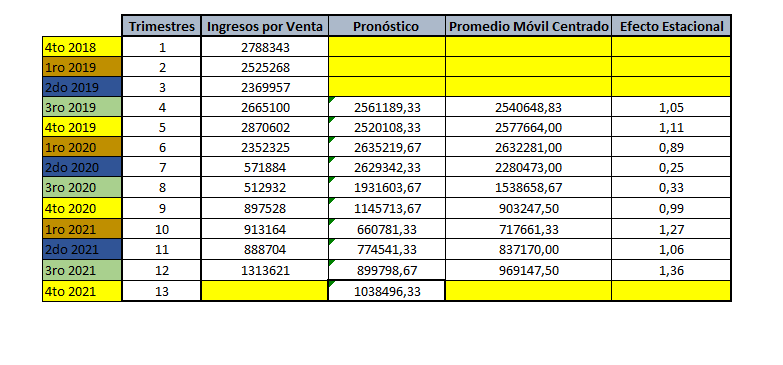 Trimestres Ingresos por Venta Pronóstico Promedio Móvil Centrado Efecto Estacional
4to 2018 1 2788343
1ro 2019 2 2525268
2do 2019 3 2369957
3ro 2019 4 2665100 2561189,33 2540648,83 1,05
4to 2019 5 2870602 2520108,33 2577664,00 1,11
1ro 2020 6 2352325 2635219,67 2632281,00 0,89
2do 2020 7 571884 2629342,33 2280473,00 0,25
3ro 2020 8 512932 1931603,67 1538658,67 0,33
4to 2020 9 897528 1145713,67 903247,50 0,99
1ro 2021 10 913164 660781,33 717661,33 1,27
2do 2021 11 888704 774541,33 837170,00 1,06
3ro 2021 12 1313621 899798,67 969147,50 1,36
4to 2021 13 1038496,33